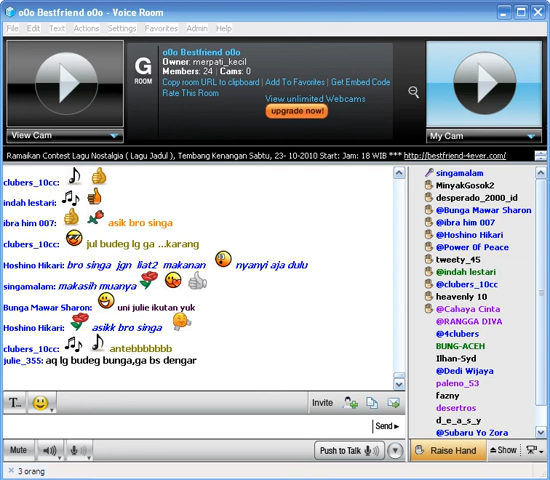 o0o Bestfriend o0o - Voice Room
File Edit Text Actions Settings Favorites Admin Help
G
ROOM
o0o Bestfriend o0o
Owner: merpati_kecil
Members: 24 | Cams: 0
Copy room URL to clipboard | Add To Favorites | Get Embed Code
Rate This Room
View unlimited Webcams
upgrade now!
View Cam
My Cam
Ramaikan Contest Lagu Nostalgia ( Lagu Jadul ), Tembang Kenangan Sabtu, 23- 10-2010 Start: Jam: 18 WIB *** http://bestfriend-4ever.com/
clubers_10cc:
indah lestari:
ibra him 007: asik bro singa
clubers_10cc: jul budeg lg ga ...karang
Hoshino Hikari: bro singa jgn liat2 makanan nyanyi aja dulu
singamalam: makasih muanya
Bunga Mawar Sharon: uni julie ikutan yuk
Hoshino Hikari: asikk bro singa
clubers_10cc: antebbbbbbb
julie_355: aq lg budeg bunga,ga bs dengar
singamalam
MinyakGosok2
desperado_2000_id
@Bunga Mawar Sharon
@Hoshino Hikari
@Power Of Peace
tweety_45
@indah lestari
@clubers_10cc
heavenly 10
@Cahaya Cinta
@RANGGA DIVA
@4clubers
BUNG-ACEH
Ilhan-Syd
@Dedi Wijaya
paleno_53
fazny
desertros
d_e_a_s_y
@Subaru Yo Zora
T...
Invite
Send
Mute
Push to Talk
Raise Hand
Show
3 orang